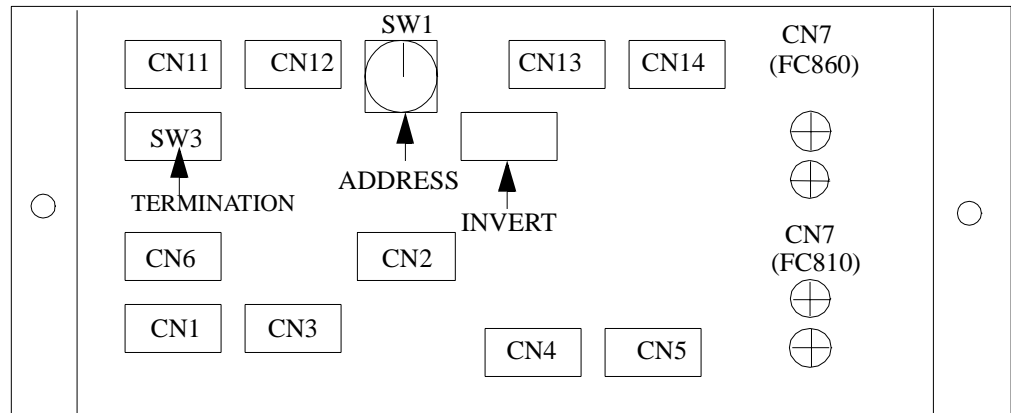 SW1
CN11
CN12
CN13
CN14
CN7
(FC860)
SW3
ADDRESS
TERMINATION
INVERT
CN6
CN2
CN7
(FC810)
CN1
CN3
CN4
CN5